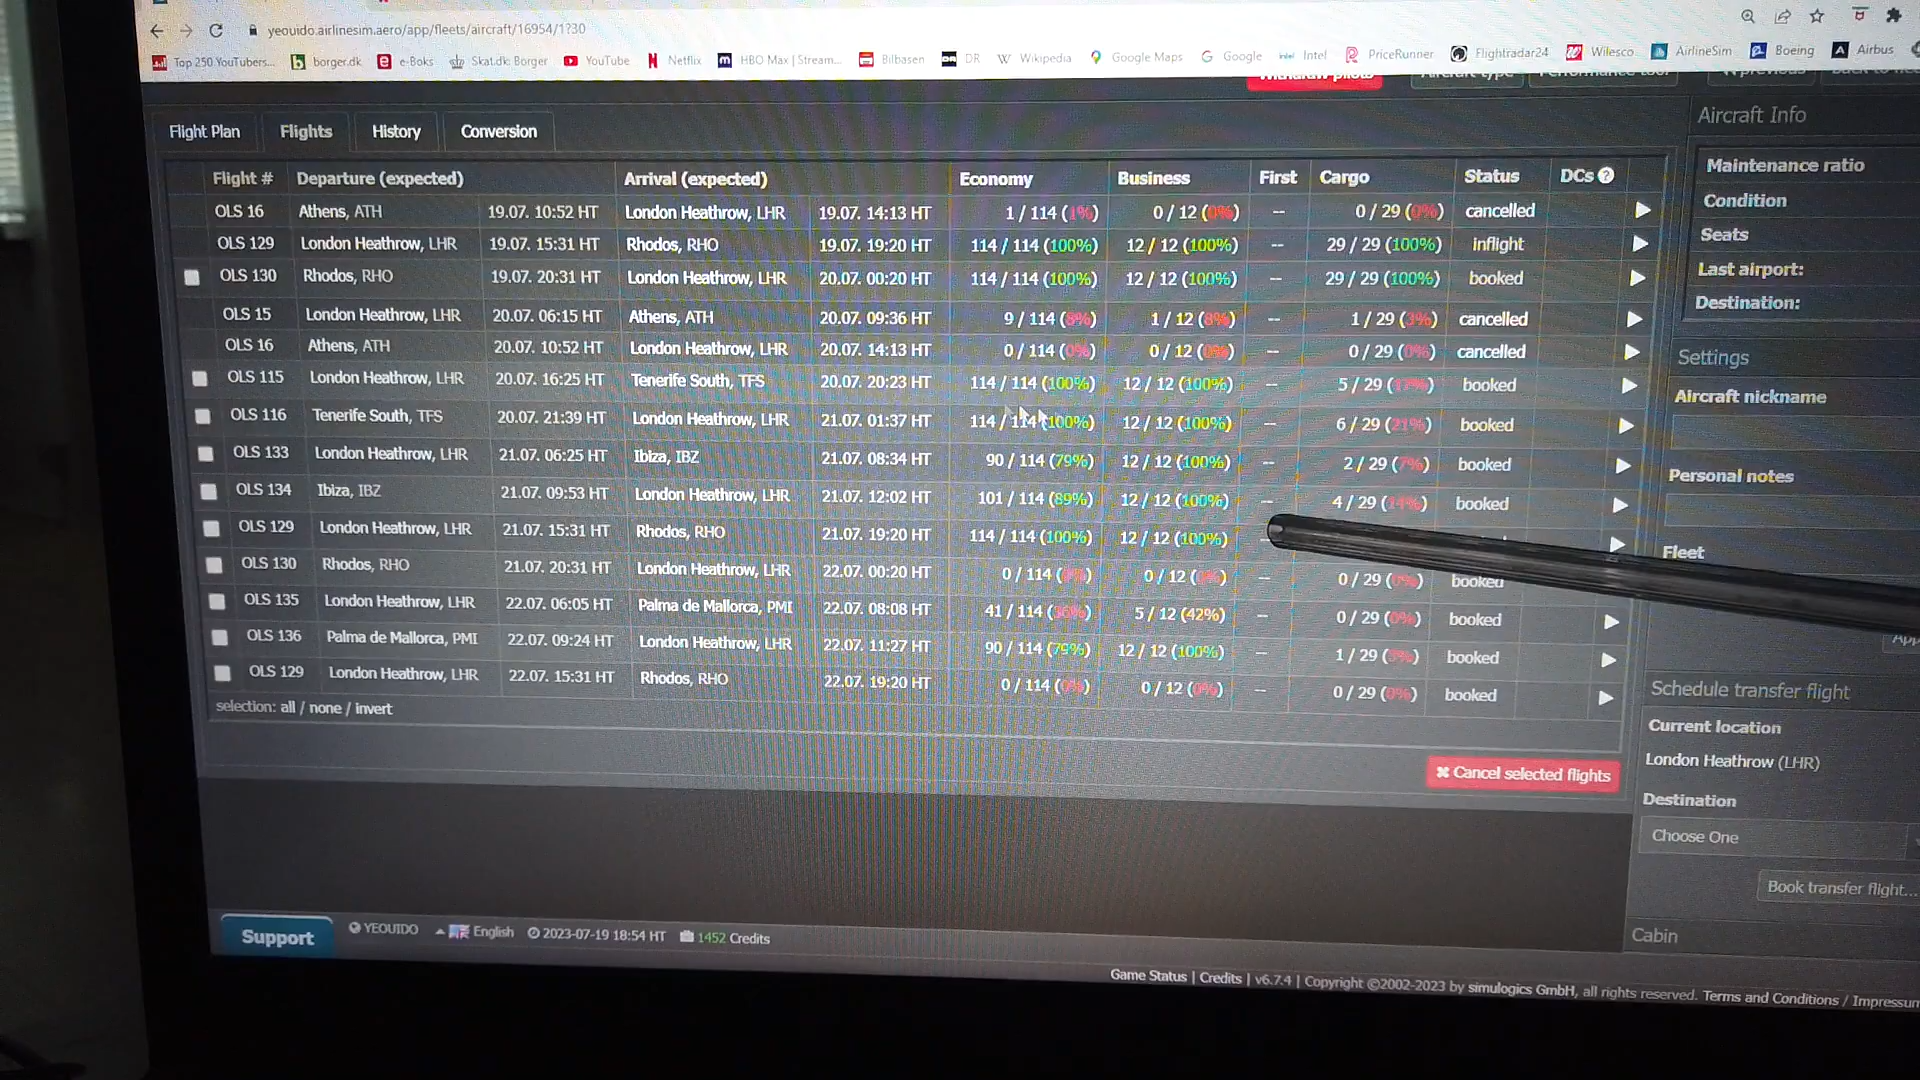 yeouido.airlinesim.aero/app/fleets/aircraft/16954/1?30
Top 250 YouTubers... borger.dk e-Boks Skat.dk: Borger YouTube Netflix HBO Max | Stream... Bilbasen DR Wikipedia Google Maps Google Intel PriceRunner Flightradar24 Wilesco AirlineSim Boeing Airbus
Flight Plan Flights History Conversion
Flight # Departure (expected) Arrival (expected) Economy Business First Cargo Status DCs
OLS 16 Athens, ATH 19.07. 10:52 HT London Heathrow, LHR 19.07. 14:13 HT 1 / 114 (1%) 0 / 12 (0%) -- 0 / 29 (0%) cancelled
OLS 129 London Heathrow, LHR 19.07. 15:31 HT Rhodos, RHO 19.07. 19:20 HT 114 / 114 (100%) 12 / 12 (100%) -- 29 / 29 (100%) inflight
OLS 130 Rhodos, RHO 19.07. 20:31 HT London Heathrow, LHR 20.07. 00:20 HT 114 / 114 (100%) 12 / 12 (100%) -- 29 / 29 (100%) booked
OLS 15 London Heathrow, LHR 20.07. 06:15 HT Athens, ATH 20.07. 09:36 HT 9 / 114 (8%) 1 / 12 (8%) -- 1 / 29 (3%) cancelled
OLS 16 Athens, ATH 20.07. 10:52 HT London Heathrow, LHR 20.07. 14:13 HT 0 / 114 (0%) 0 / 12 (0%) -- 0 / 29 (0%) cancelled
OLS 115 London Heathrow, LHR 20.07. 16:25 HT Tenerife South, TFS 20.07. 20:23 HT 114 / 114 (100%) 12 / 12 (100%) -- 5 / 29 booked
OLS 116 Tenerife South, TFS 20.07. 21:39 HT London Heathrow, LHR 21.07. 01:37 HT 114 / 114 (100%) 12 / 12 (100%) -- 6 / 29 (21%) booked
OLS 133 London Heathrow, LHR 21.07. 06:25 HT Ibiza, IBZ 21.07. 08:34 HT 90 / 114 (79%) 12 / 12 (100%) -- 2 / 29 (7%) booked
OLS 134 Ibiza, IBZ 21.07. 09:53 HT London Heathrow, LHR 21.07. 12:02 HT 101 / 114 (89%) 12 / 12 (100%) -- 4 / 29 (14%) booked
OLS 129 London Heathrow, LHR 21.07. 15:31 HT Rhodos, RHO 21.07. 19:20 HT 114 / 114 (100%) 12 / 12 (100%)
OLS 130 Rhodos, RHO 21.07. 20:31 HT London Heathrow, LHR 22.07. 00:20 HT 0 / 114 (0%) 0 / 12 (0%) -- 0 / 29 (0%) booked
OLS 135 London Heathrow, LHR 22.07. 06:05 HT Palma de Mallorca, PMI 22.07. 08:08 HT 41 / 114 (36%) 5 / 12 (42%) -- 0 / 29 (0%) booked
OLS 136 Palma de Mallorca, PMI 22.07. 09:24 HT London Heathrow, LHR 22.07. 11:27 HT 90 / 114 (79%) 12 / 12 (100%) -- 1 / 29 (3%) booked
OLS 129 London Heathrow, LHR 22.07. 15:31 HT Rhodos, RHO 22.07. 19:20 HT 0 / 114 (0%) 0 / 12 (0%) -- 0 / 29 (0%) booked
selection: all / none / invert
Cancel selected flights
Aircraft Info
Maintenance ratio
Condition
Seats
Last airport:
Destination:
Settings
Aircraft nickname
Personal notes
Fleet
Schedule transfer flight
Current location
London Heathrow (LHR)
Destination
Choose One
Book transfer flight...
Cabin
Support YEOUIDO English 2023-07-19 18:54 HT 1452 Credits
Game Status | Credits | v6.7.4 | Copyright ©2002-2023 by simulogics GmbH, all rights reserved. Terms and Conditions / Impressum